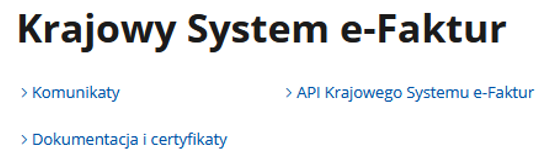 Krajowy System e-Faktur
Komunikaty
API Krajowego Systemu e-Faktur
Dokumentacja i certyfikaty